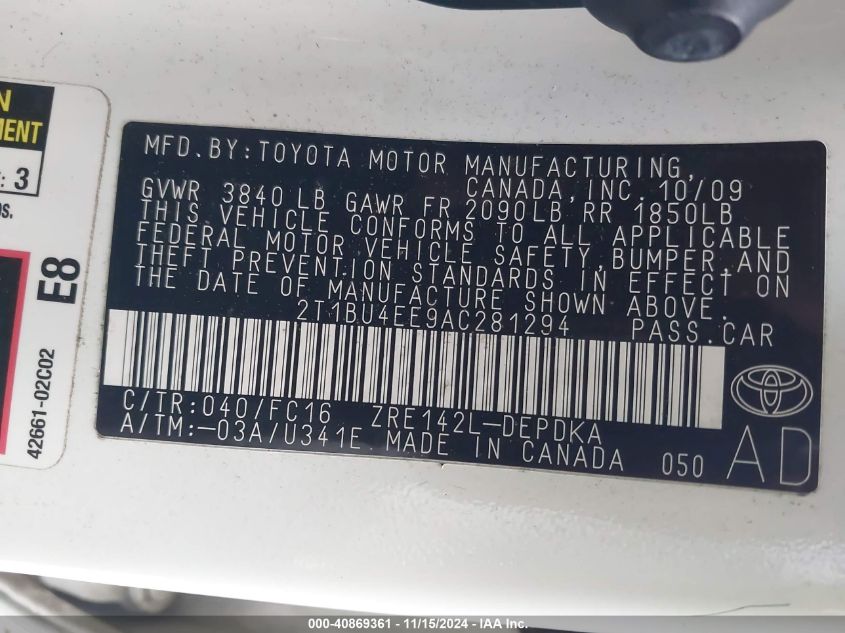 MFD.BY:TOYOTA MOTOR MANUFACTURING,
CANADA,INC. 10/09
GVWR 3840 LB GAWR FR 2090LB RR 1850LB
THIS VEHICLE CONFORMS TO ALL APPLICABLE
FEDERAL MOTOR VEHICLE SAFETY,BUMPER,AND
THEFT PREVENTION STANDARDS IN EFFECT ON
THE DATE OF MANUFACTURE SHOWN ABOVE.
2T1BU4EE9AC281294 PASS.CAR
C/TR:040/FC16 ZRE142L-DEPDKA
A/TM:-03A/U341E MADE IN CANADA 050
AD
3
E8
42661-02C02
000-40869361 - 11/15/2024 - IAA Inc.